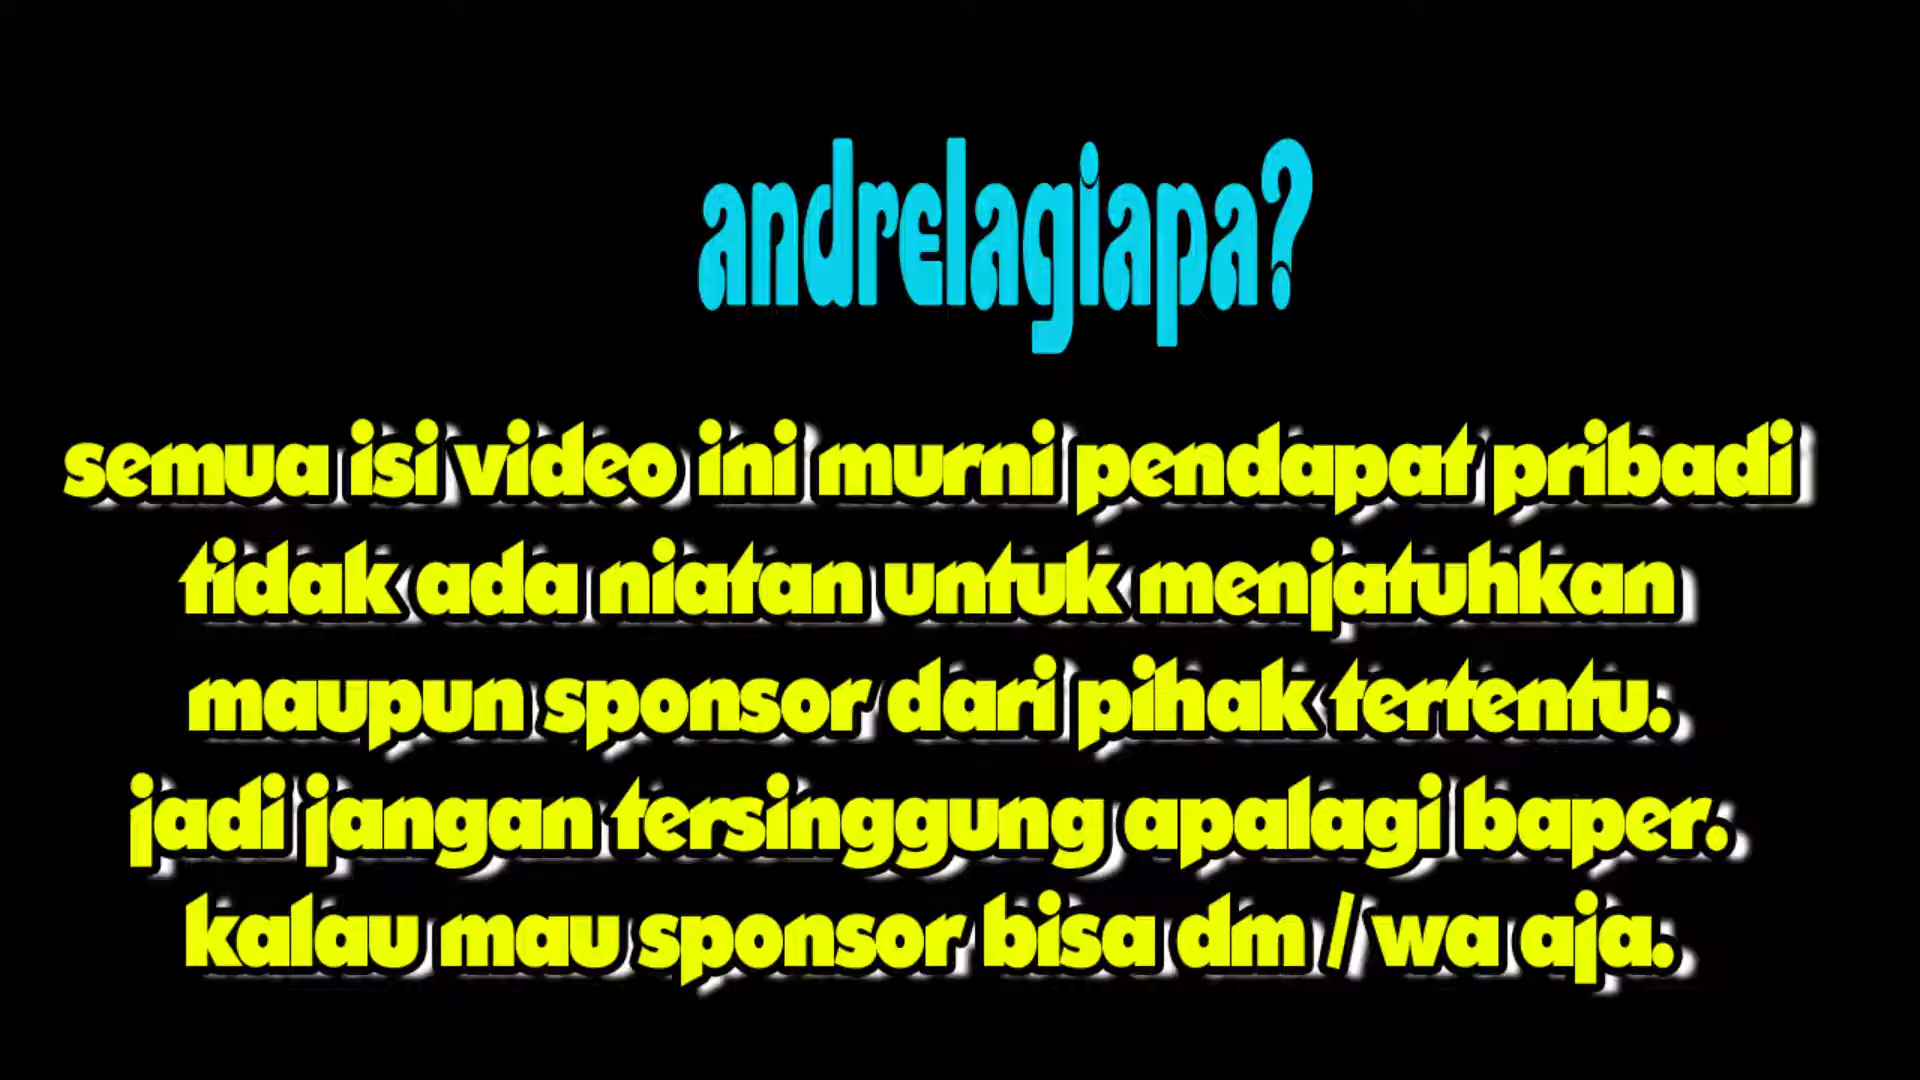 andrelagiapa?
semua isi video ini murni pendapat pribadi
tidak ada niatan untuk menjatuhkan
maupun sponsor dari pihak tertentu.
jadi jangan tersinggung apalagi baper.
kalau mau sponsor bisa dm / wa aja.